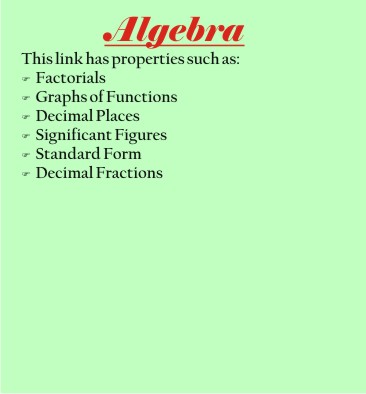 Algebra
This link has properties such as:
☞ Factorials
☞ Graphs of Functions
☞ Decimal Places
☞ Significant Figures
☞ Standard Form
☞ Decimal Fractions